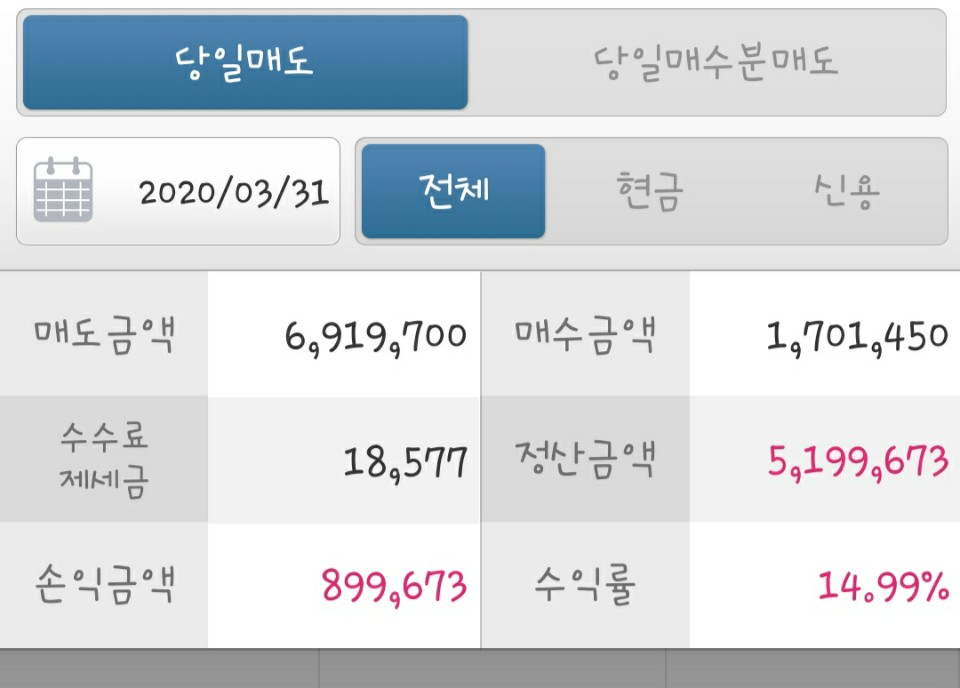 당일매도 당일매수분매도
2020/03/31 전체 현금 신용
매도금액 6,919,700 매수금액 1,701,450
수수료
제세금 18,577 정산금액 5,199,673
손익금액 899,673 수익률 14.99%